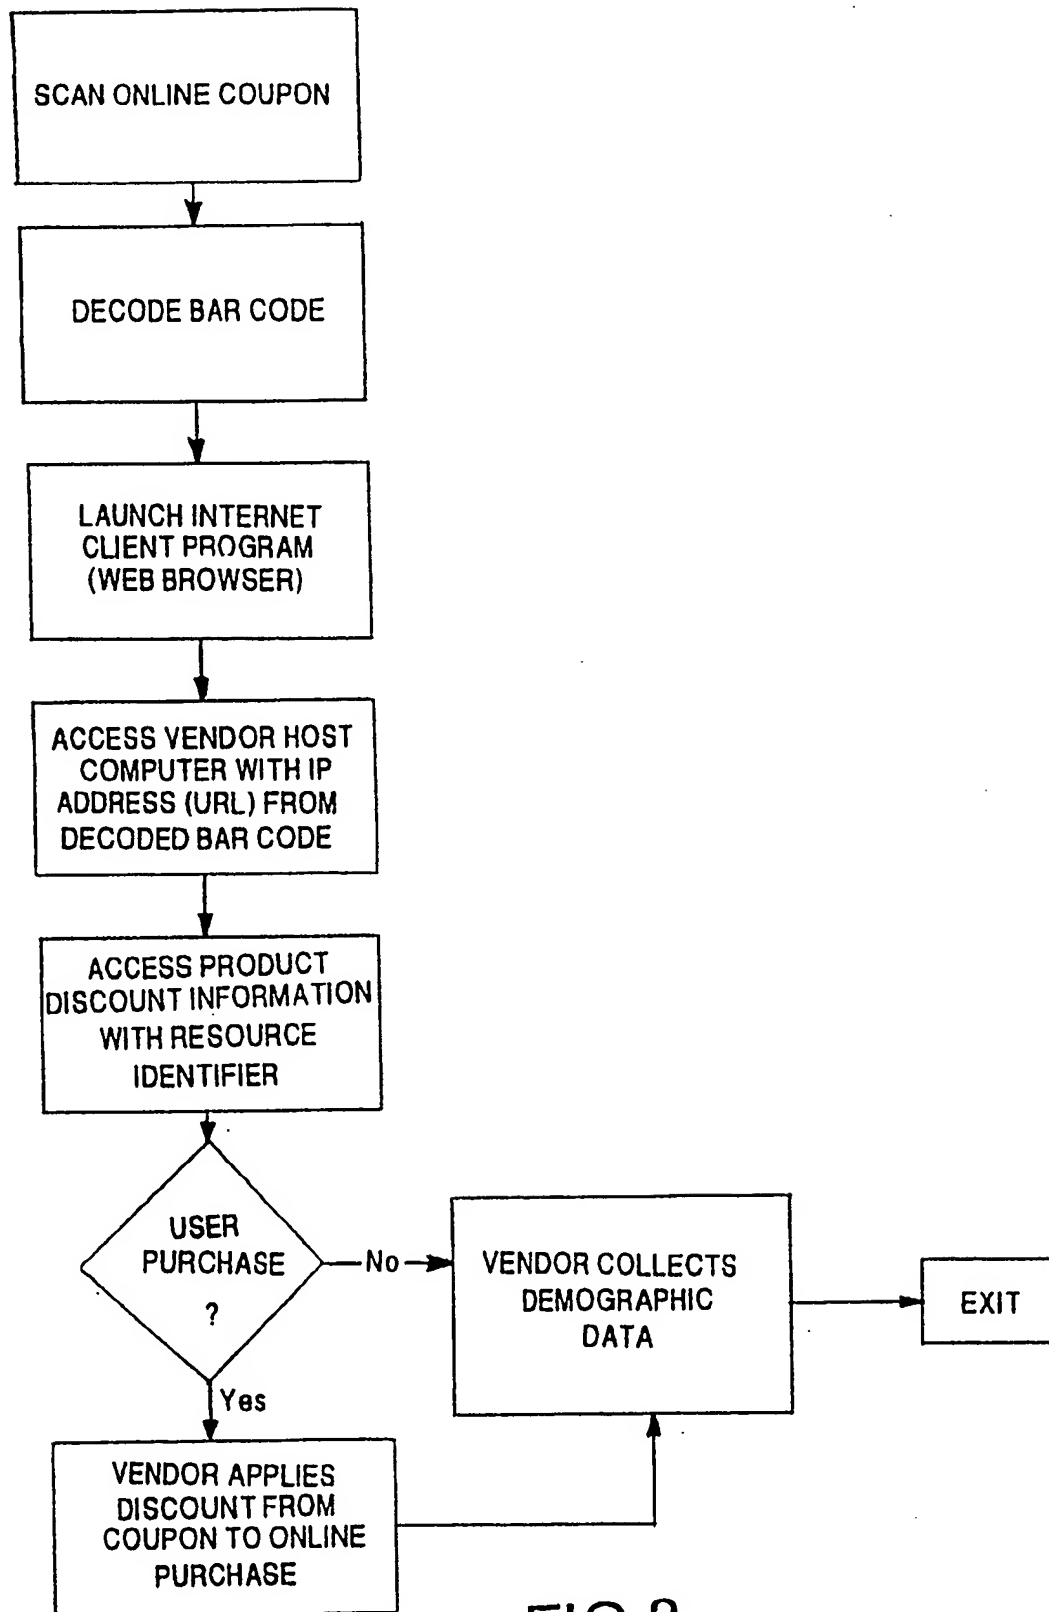 SCAN ONLINE COUPON
DECODE BAR CODE
LAUNCH INTERNET
CLIENT PROGRAM
(WEB BROWSER)
ACCESS VENDOR HOST
COMPUTER WITH IP
ADDRESS (URL) FROM
DECODED BAR CODE
ACCESS PRODUCT
DISCOUNT INFORMATION
WITH RESOURCE
IDENTIFIER
USER
PURCHASE
?
No
VENDOR COLLECTS
DEMOGRAPHIC
DATA
EXIT
Yes
VENDOR APPLIES
DISCOUNT FROM
COUPON TO ONLINE
PURCHASE